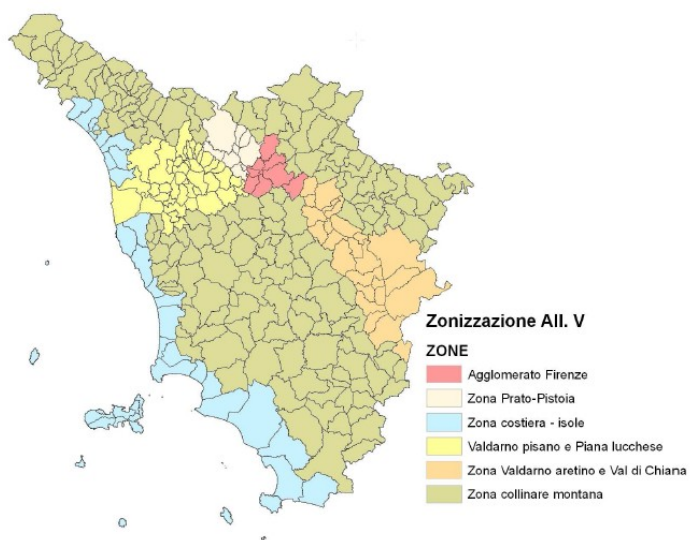 Zonizzazione All. V
ZONE
Agglomerato Firenze
Zona Prato-Pistoia
Zona costiera - isole
Valdarno pisano e Piana lucchese
Zona Valdarno aretino e Val di Chiana
Zona collinare montana